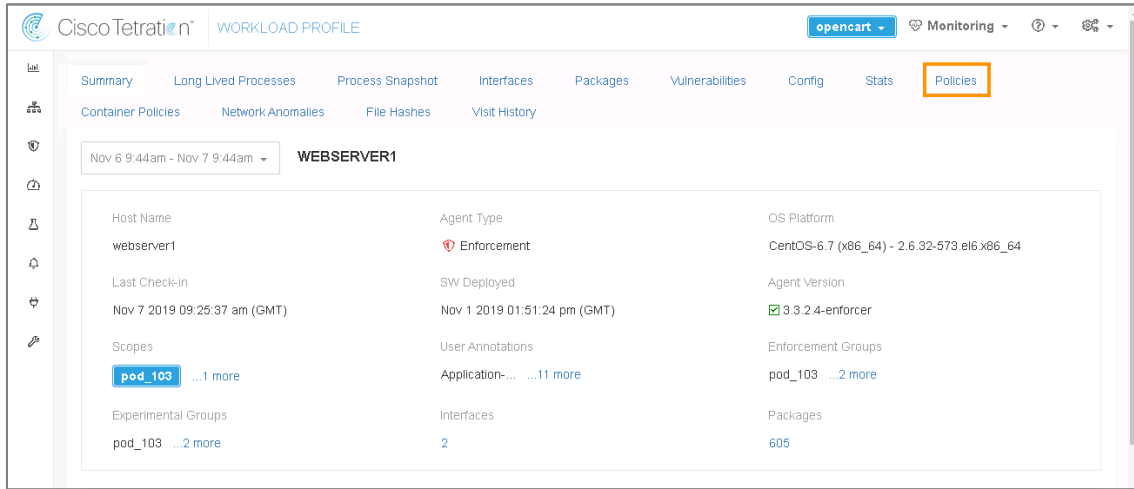 Cisco Tetration™ WORKLOAD PROFILE opencart Monitoring
Summary Long Lived Processes Process Snapshot Interfaces Packages Vulnerabilities Config Stats Policies
Container Policies Network Anomalies File Hashes Visit History
Nov 6 9:44am - Nov 7 9:44am WEBSERVER1
Host Name Agent Type OS Platform
webserver1 Enforcement CentOS-6.7 (x86_64) - 2.6.32-573.el6.x86_64
Last Check-in SW Deployed Agent Version
Nov 7 2019 09:25:37 am (GMT) Nov 1 2019 01:51:24 pm (GMT) 3.3.2.4-enforcer
Scopes User Annotations Enforcement Groups
pod_103 ...1 more Application-... ...11 more pod_103 ...2 more
Experimental Groups Interfaces Packages
pod_103 ...2 more 2 605